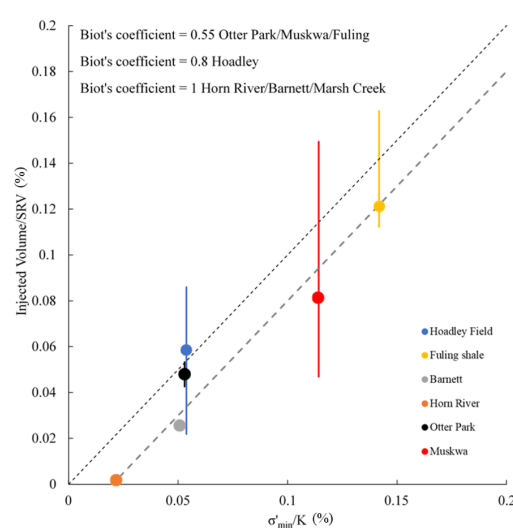 0.2
Biot's coefficient = 0.55 Otter Park/Muskwa/Fuling
0.18
Biot's coefficient = 0.8 Hoadley
0.16
Biot's coefficient = 1 Horn River/Barnett/Marsh Creek
0.14
0.12
0.1
0.08
0.06
0.04
0.02
0
Injected Volume/SRV (%)
Hoadley Field
Fuling shale
Barnett
Horn River
Otter Park
Muskwa
0
0.05
0.1
0.15
0.2
σ'min/K (%)